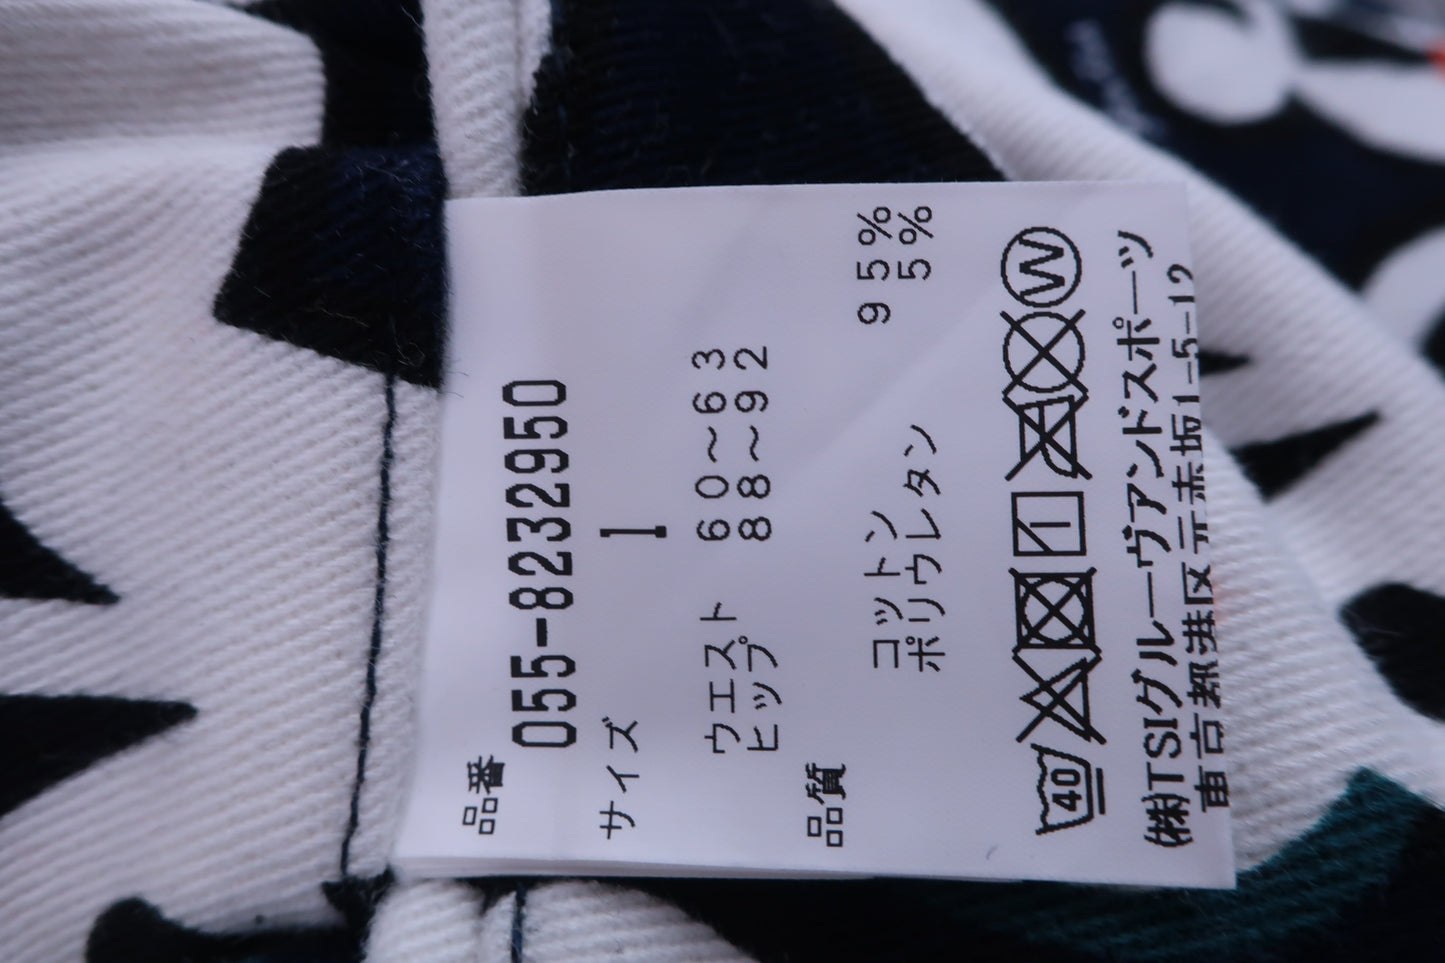 品番
055-8232950
サイズ 1
ウエスト 60～63
ヒップ 88～92
品質
コットン 95%
ポリウレタン 5%
40 W
(株)TSIグルーヴアンドスポーツ
東京都港区元赤坂1-5-12